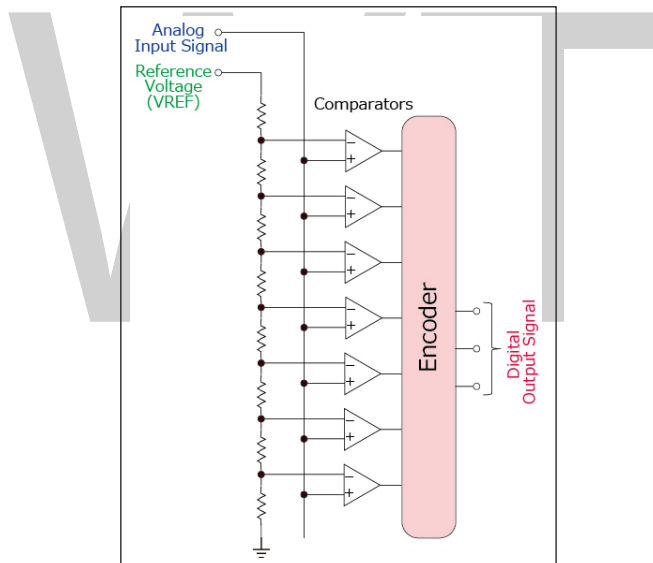 Analog
Input Signal
Reference
Voltage
(VREF)
Comparators
−
+
−
+
−
+
−
+
−
+
−
+
−
+
Encoder
Digital
Output Signal